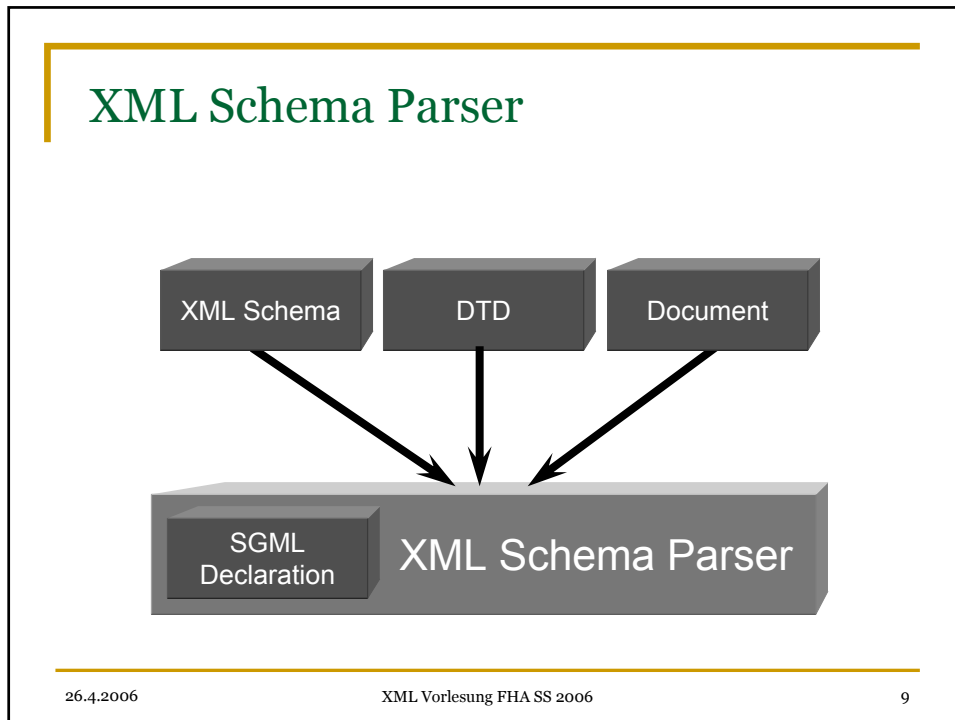 XML Schema Parser
XML Schema
DTD
Document
SGML
Declaration
XML Schema Parser
26.4.2006
XML Vorlesung FHA SS 2006
9